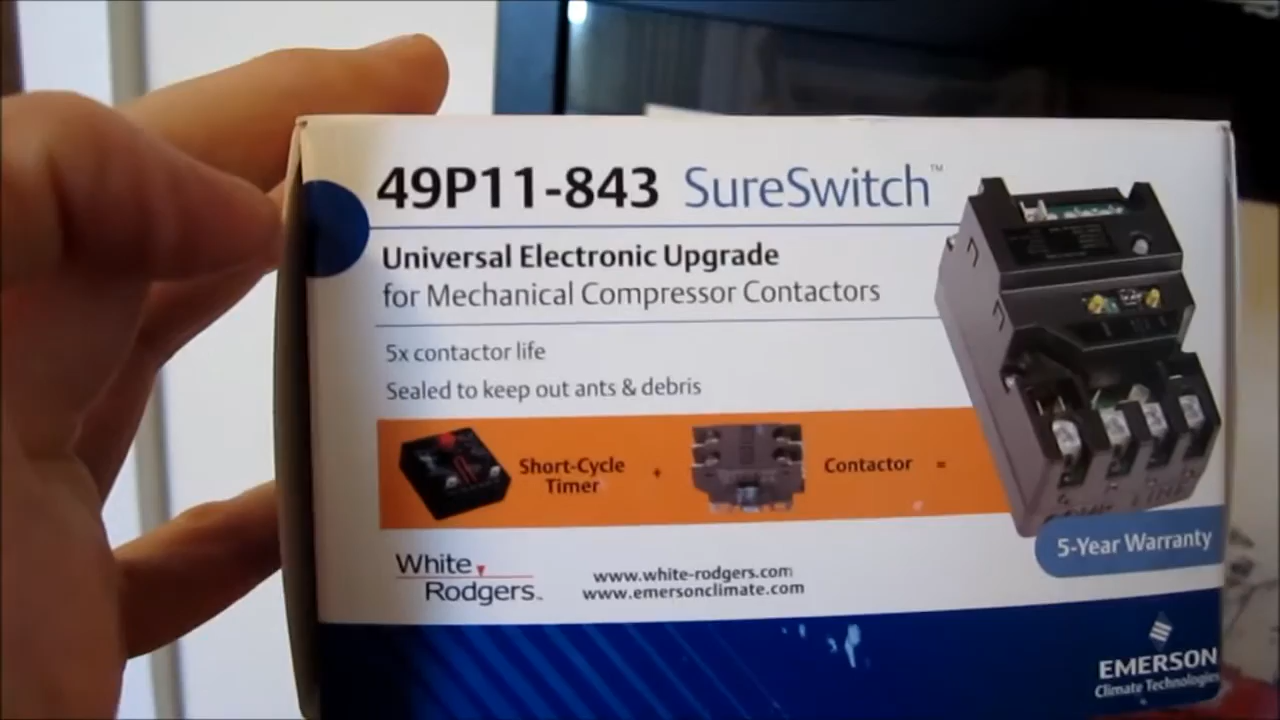 49P11-843 SureSwitch™
Universal Electronic Upgrade
for Mechanical Compressor Contactors
5x contactor life
Sealed to keep out ants & debris
Short-Cycle
Timer
+
Contactor =
5-Year Warranty
White
Rodgers™
www.white-rodgers.com
www.emersonclimate.com
EMERSON
Climate Technologies